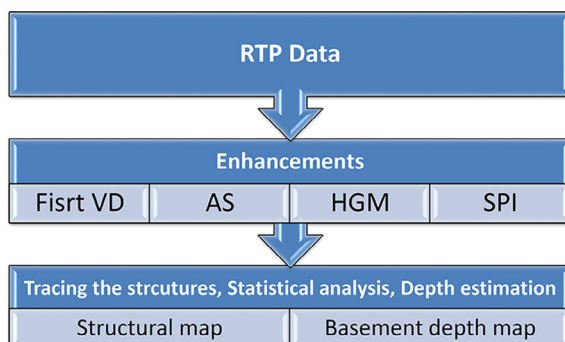 RTP Data
Enhancements
Fisrt VD AS HGM SPI
Tracing the strcutures, Statistical analysis, Depth estimation
Structural map Basement depth map